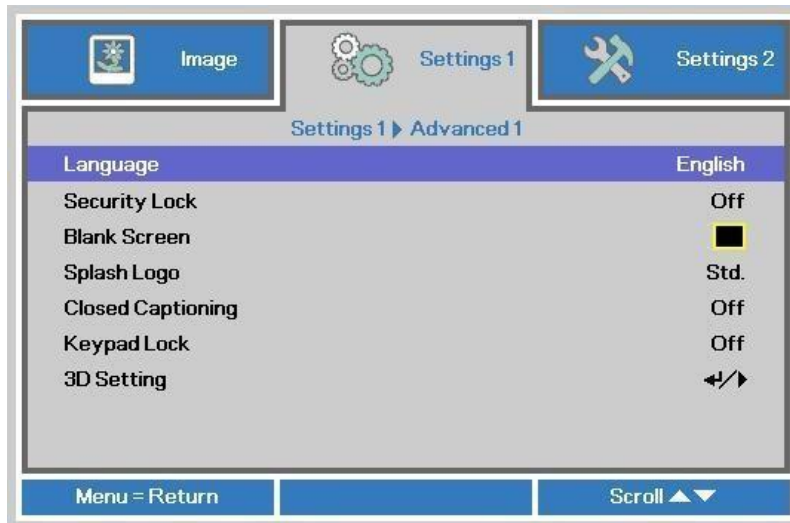 Image Settings 1 Settings 2
Settings 1 ▶ Advanced 1
Language English
Security Lock Off
Blank Screen
Splash Logo Std.
Closed Captioning Off
Keypad Lock Off
3D Setting ↵/▶
Menu = Return Scroll ▲▼